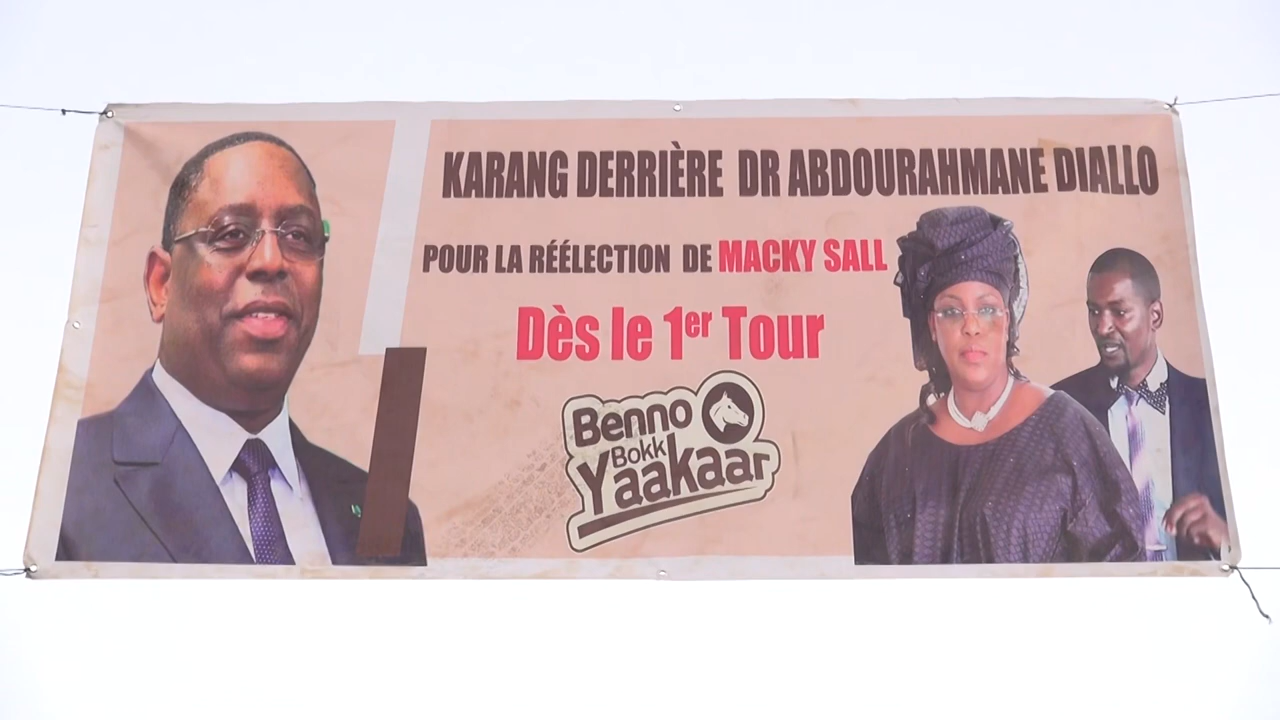 KARANG DERRIÈRE DR ABDOURAHMANE DIALLO
POUR LA RÉÉLECTION DE MACKY SALL
Dès le 1er Tour
Benno
Bokk
Yaakaar